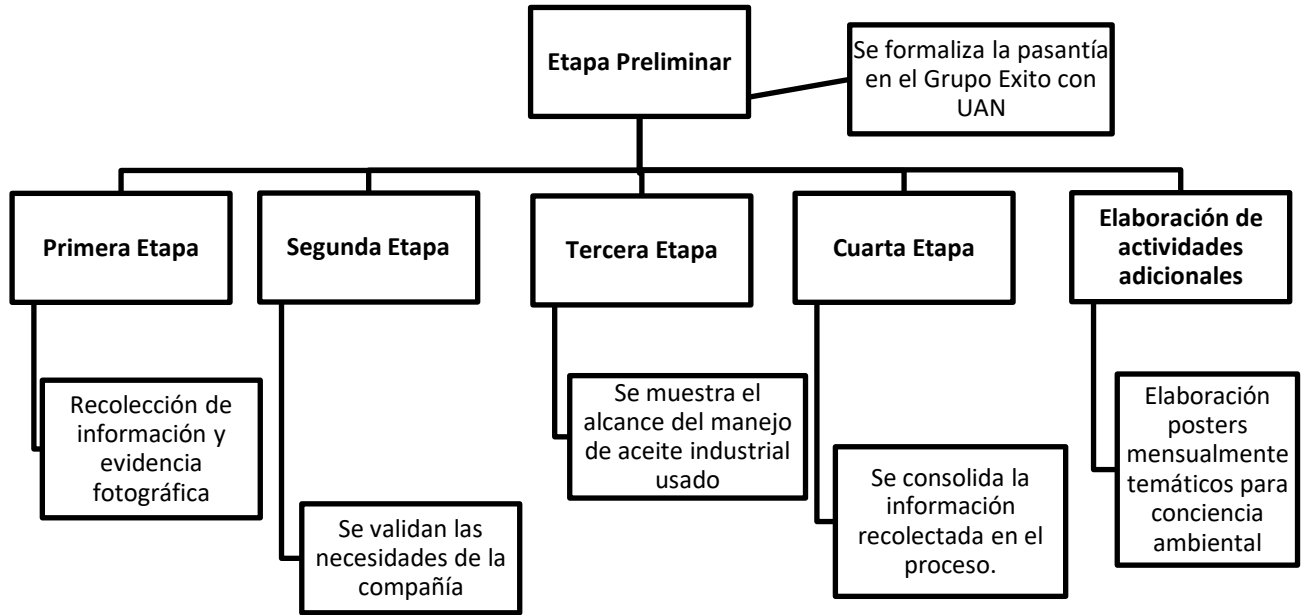 Etapa Preliminar
Se formaliza la pasantía
en el Grupo Exito con
UAN
Primera Etapa
Segunda Etapa
Tercera Etapa
Cuarta Etapa
Elaboración de
actividades
adicionales
Recolección de
información y
evidencia
fotográfica
Se validan las
necesidades de la
compañía
Se muestra el
alcance del manejo
de aceite industrial
usado
Se consolida la
información
recolectada en el
proceso.
Elaboración
posters
mensualmente
temáticos para
conciencia
ambiental